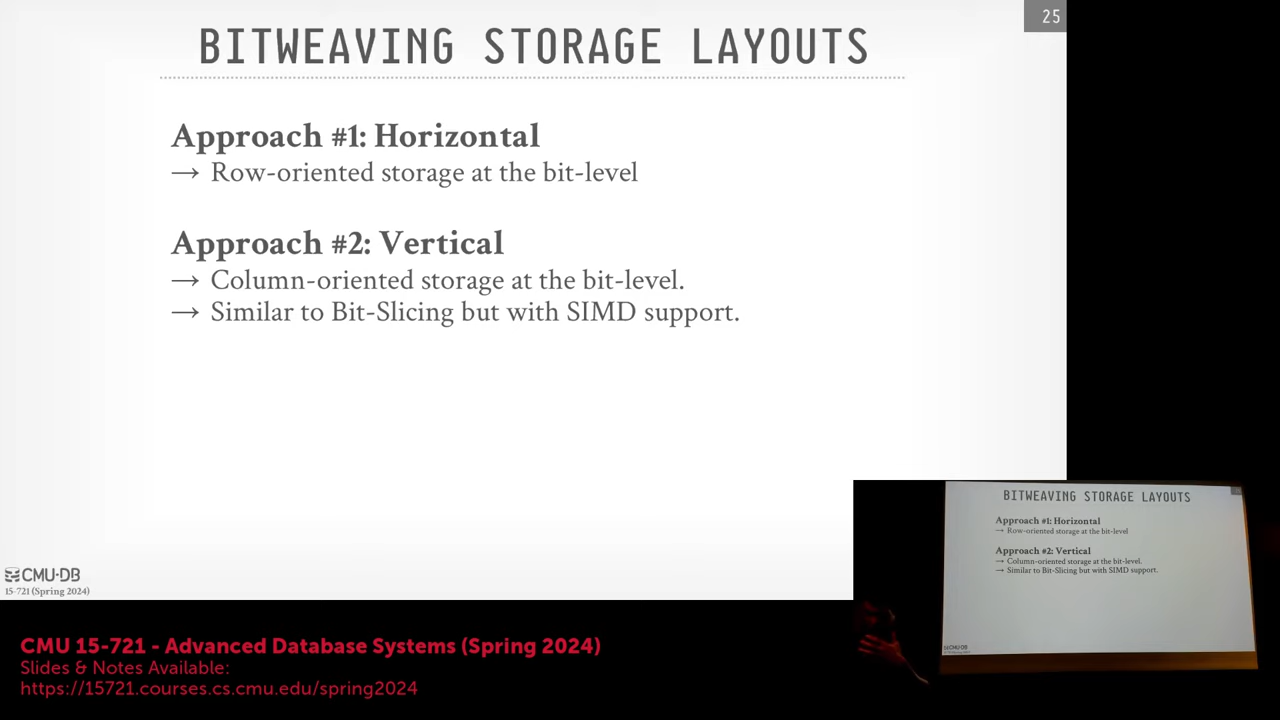 25
BITWEAVING STORAGE LAYOUTS
Approach #1: Horizontal
→ Row-oriented storage at the bit-level
Approach #2: Vertical
→ Column-oriented storage at the bit-level.
→ Similar to Bit-Slicing but with SIMD support.
CMU·DB
15-721 (Spring 2024)
BITWEAVING STORAGE LAYOUTS
Approach #1: Horizontal
→ Row-oriented storage at the bit-level
Approach #2: Vertical
→ Column-oriented storage at the bit-level.
→ Similar to Bit-Slicing but with SIMD support.
CMU·DB
CMU 15-721 - Advanced Database Systems (Spring 2024)
Slides & Notes Available:
https://15721.courses.cs.cmu.edu/spring2024